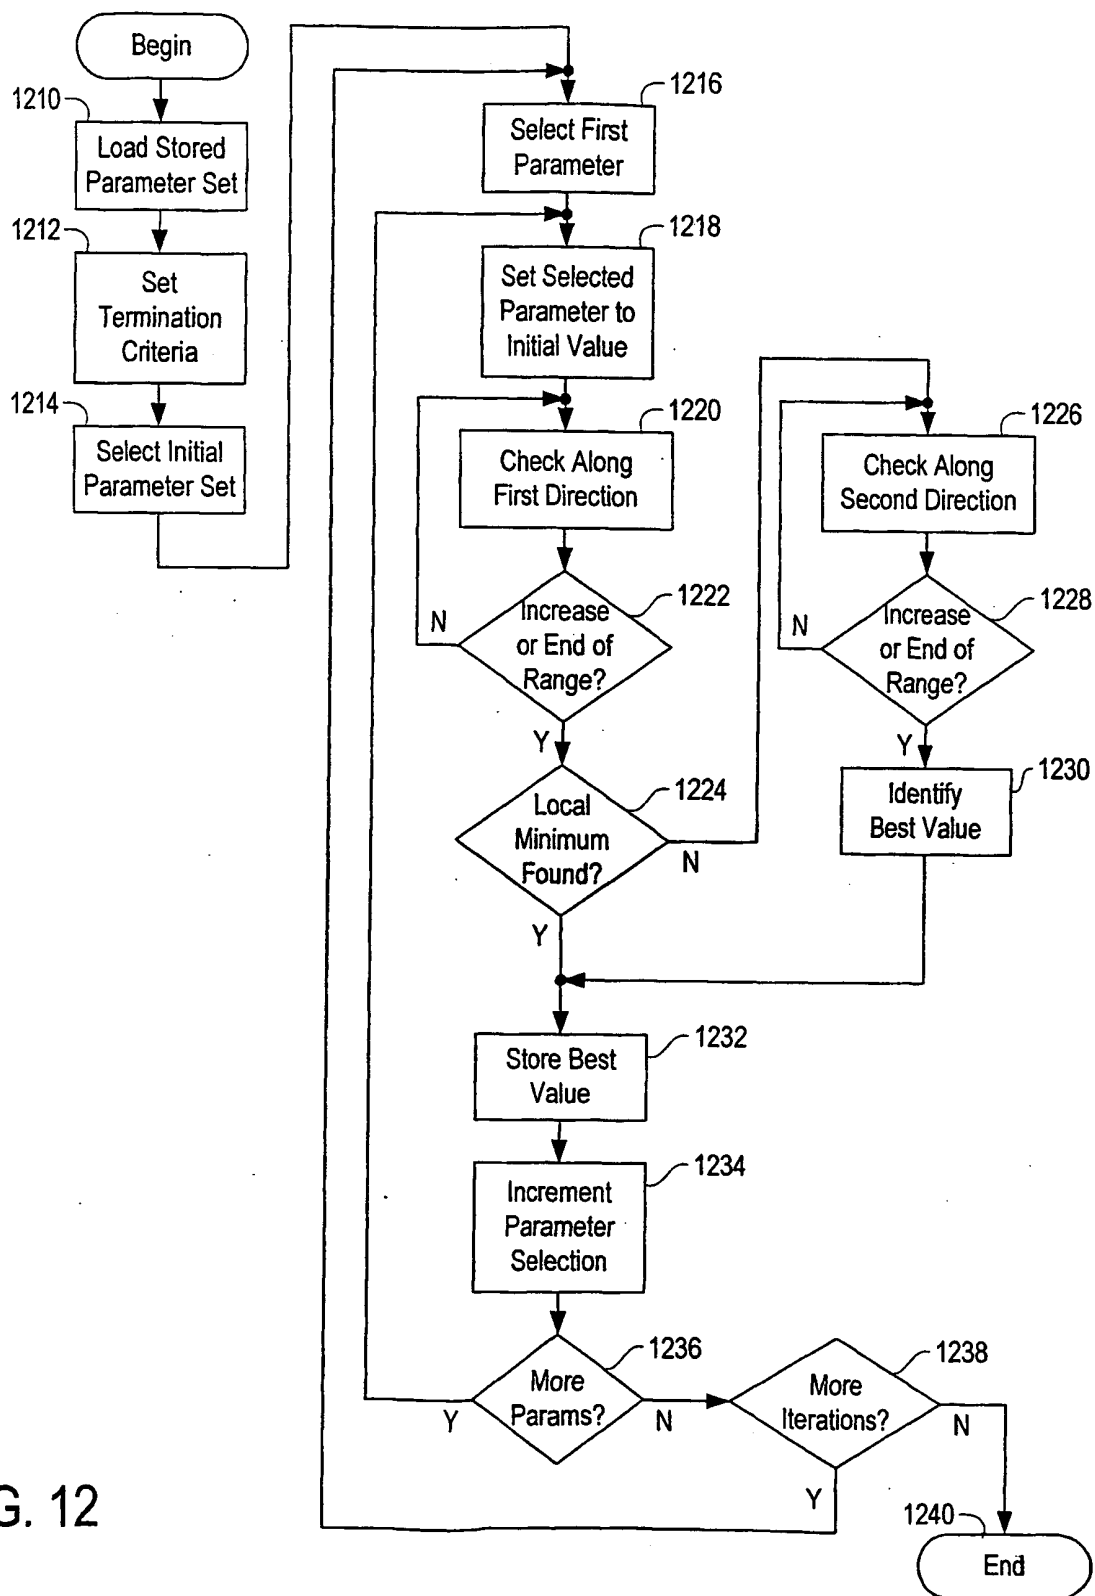 Begin
1210
Load Stored
Parameter Set
1212
Set
Termination
Criteria
1214
Select Initial
Parameter Set
1216
Select First
Parameter
1218
Set Selected
Parameter to
Initial Value
1220
Check Along
First Direction
1222
Increase
or End of
Range?
N
Y
1224
Local
Minimum
Found?
N
Y
1226
Check Along
Second Direction
1228
Increase
or End of
Range?
N
Y
1230
Identify
Best Value
1232
Store Best
Value
1234
Increment
Parameter
Selection
1236
More
Params?
Y
N
1238
More
Iterations?
N
Y
1240
End
G. 12